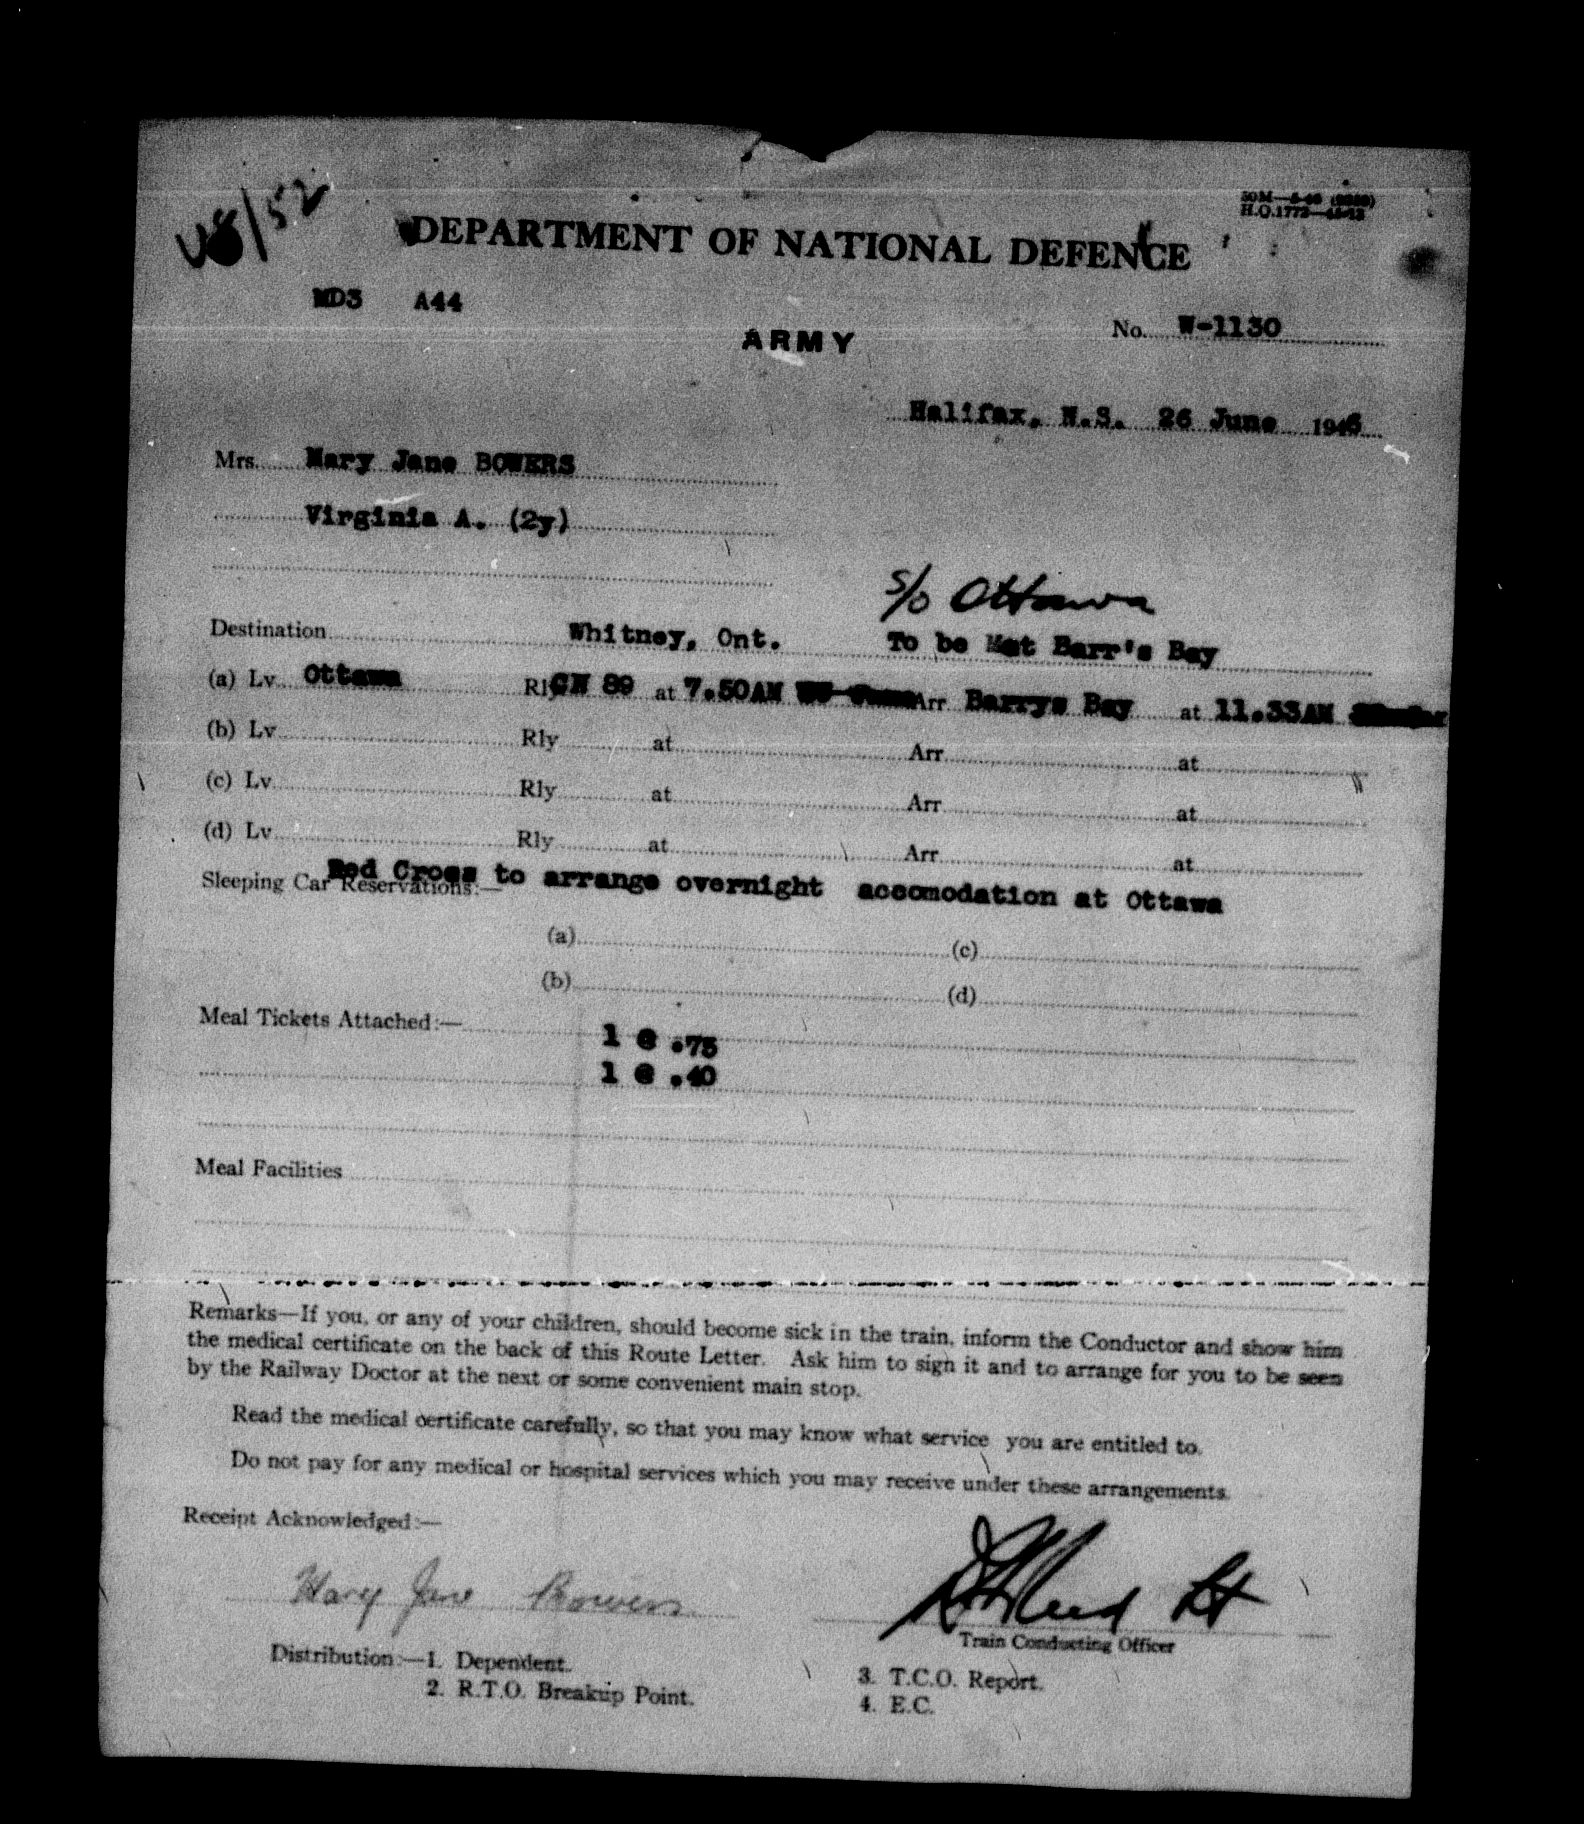 DEPARTMENT OF NATIONAL DEFENCE
MD3 A44
ARMY
No. W-1130
Halifax, N.S. 26 June 1946
Mrs. Mary Jane BOWERS
Virginia A. (2y)
S/O Ottawa
Destination Whitney, Ont. To be Met Barr's Bay
(a) Lv Ottawa Rly CN 89 at 7.50AM Arr Barrys Bay at 11.33AM
(b) Lv Rly at Arr at
(c) Lv Rly at Arr at
(d) Lv Rly at Arr at
Sleeping Car Reservations:— Red Cross to arrange overnight accomodation at Ottawa
(a) (c)
(b) (d)
Meal Tickets Attached:—
1 @ .75
1 @ .40
Meal Facilities
Remarks—If you, or any of your children, should become sick in the train, inform the Conductor and show him
the medical certificate on the back of this Route Letter. Ask him to sign it and to arrange for you to be seen
by the Railway Doctor at the next or some convenient main stop.
Read the medical certificate carefully, so that you may know what service you are entitled to.
Do not pay for any medical or hospital services which you may receive under these arrangements.
Receipt Acknowledged:—
Mary Jane Bowers Lt
Train Conducting Officer
Distribution:—1. Dependent. 3. T.C.O. Report.
2. R.T.O. Breakup Point. 4. E.C.